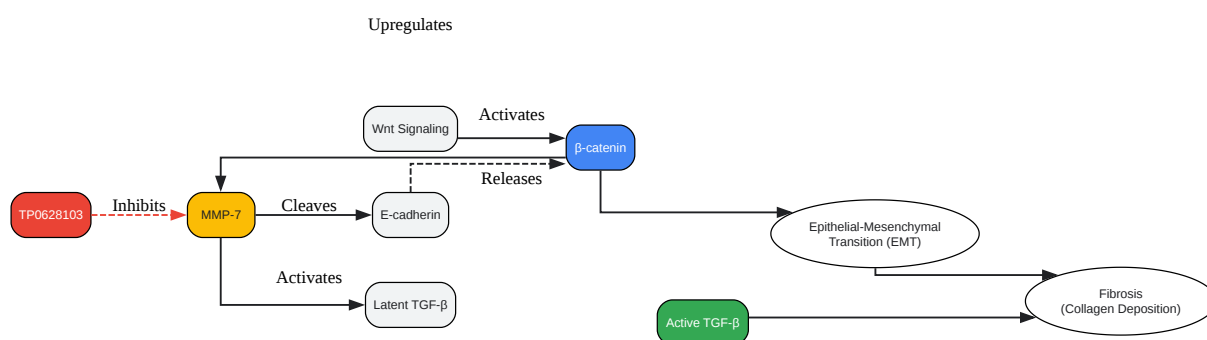 Upregulates
Activates
Wnt Signaling
β-catenin
Releases
TP0628103
Inhibits
MMP-7
Cleaves
E-cadherin
Epithelial-Mesenchymal
Transition (EMT)
Activates
Latent TGF-β
Fibrosis
(Collagen Deposition)
Active TGF-β